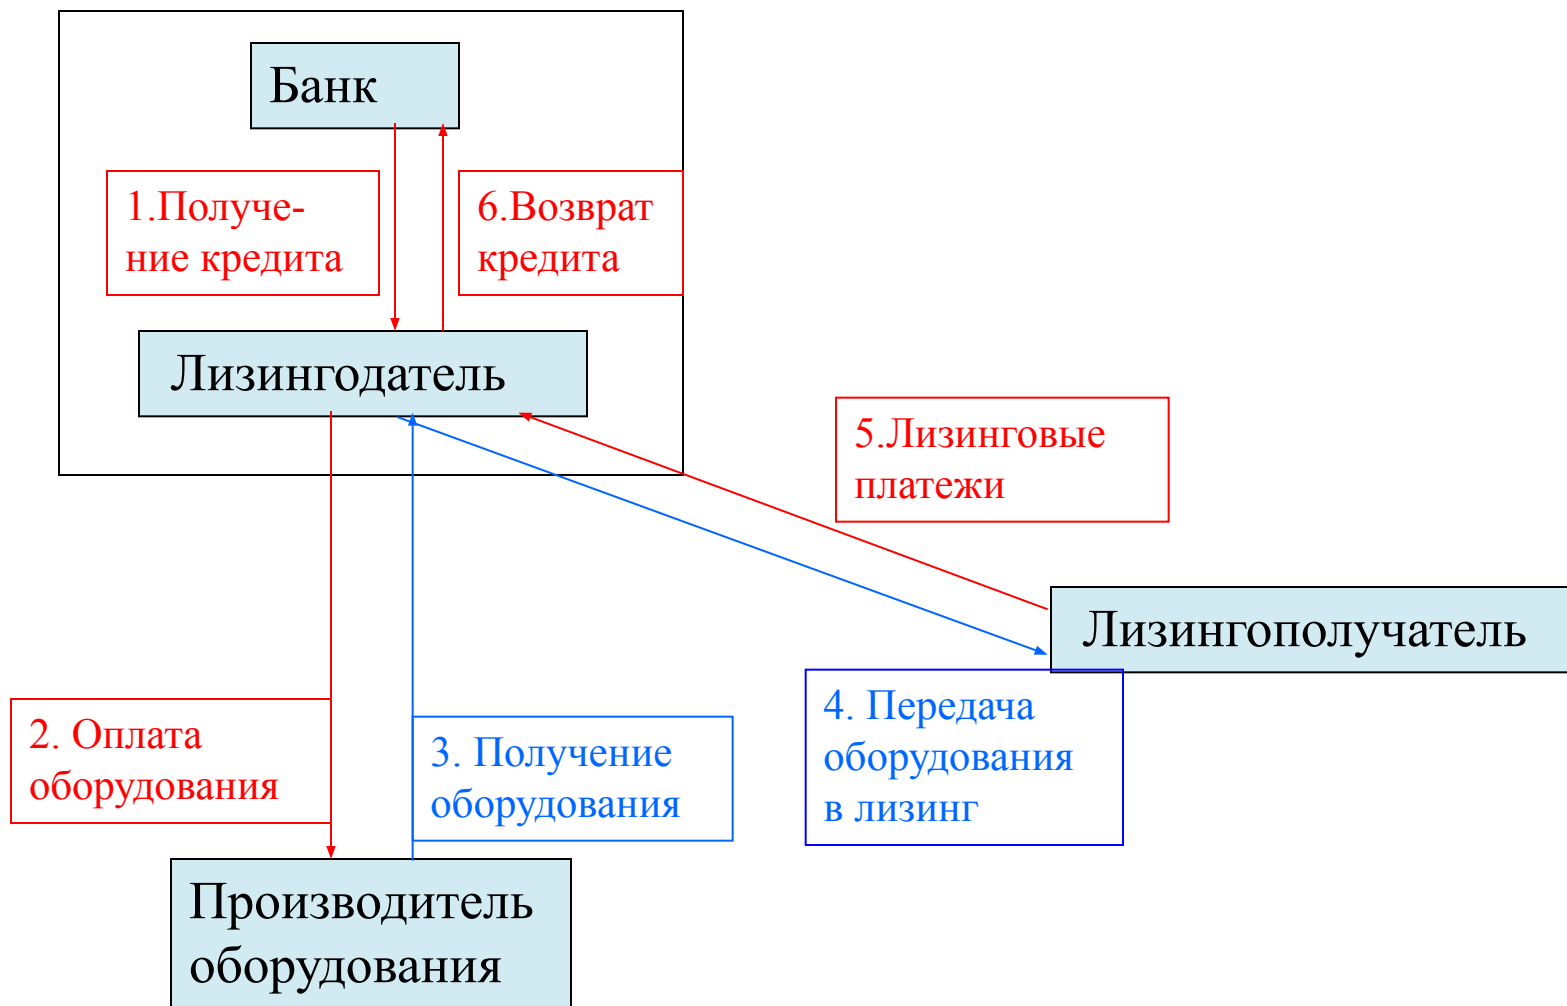 Банк
1.Получе-
ние кредита
6.Возврат
кредита
Лизингодатель
5.Лизинговые
платежи
Лизингополучатель
2. Оплата
оборудования
3. Получение
оборудования
4. Передача
оборудования
в лизинг
Производитель
оборудования